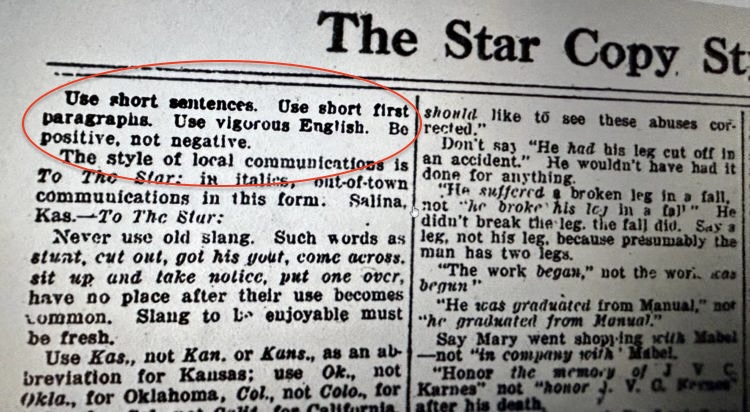 The Star Copy St
Use short sentences. Use short first
paragraphs. Use vigorous English. Be
positive, not negative.
The style of local communications is
To The Star: in italics, out-of-town
communications in this form: Salina,
Kas.—To The Star:
Never use old slang. Such words as
stunt, cut out, got his goat, come across,
sit up and take notice, put one over,
have no place after their use becomes
common. Slang to be enjoyable must
be fresh.
Use Kas., not Kan. or Kans., as an ab-
breviation for Kansas; use Ok., not
Okla., for Oklahoma, Col., not Colo., for
California,
should like to see these abuses cor-
rected."
Don't say "He had his leg cut off in
an accident." He wouldn't have had it
done for anything.
"He suffered a broken leg in a fall,
not "he broke his leg in a fall" He
didn't break the leg. the fall did. Say a
leg, not his leg, because presumably the
man has two legs.
"The work began," not the work was
begun"
"He was graduated from Manual," not
"he graduated from Manual."
Say Mary went shopping with Mabel
—not "in company with" Mabel.
"Honor the memory of J V C.
Karnes" not "honor J. V. C. Karnes"
after his death.